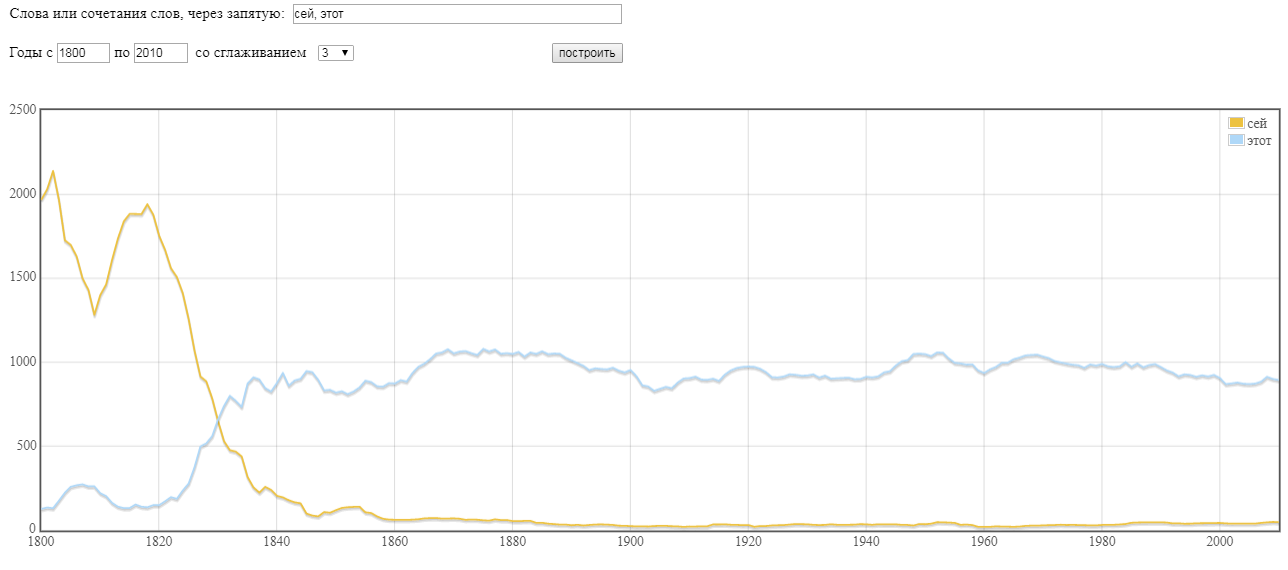 Слова или сочетания слов, через запятую: сей, этот
Годы с 1800 по 2010 со сглаживанием 3 ▼ построить
2500
сей
этот
2000
1500
1000
500
0
1800 1820 1840 1860 1880 1900 1920 1940 1960 1980 2000